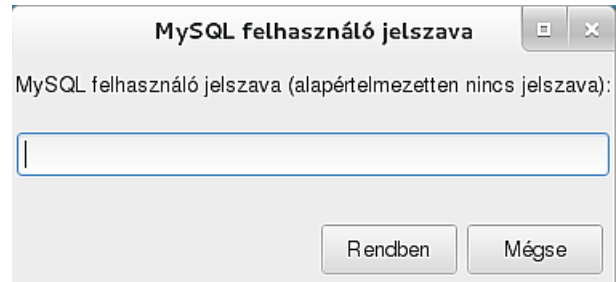 MySQL felhasználó jelszava
MySQL felhasználó jelszava (alapértelmezetten nincs jelszava):
Rendben
Mégse